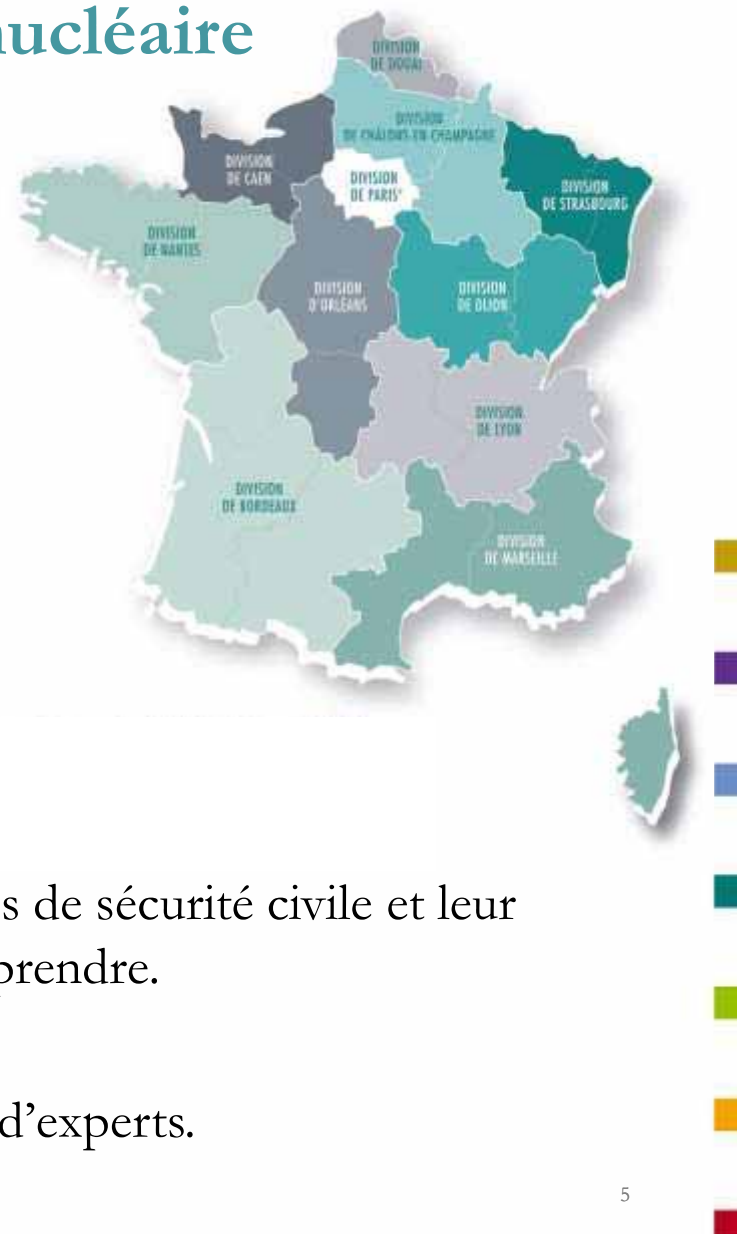 nucléaire
DIVISION
DE DOUAI
DIVISION
DE CHÂLONS-EN-CHAMPAGNE
DIVISION
DE CAEN
DIVISION
DE PARIS*
DIVISION
DE STRASBOURG
DIVISION
DE NANTES
DIVISION
D'ORLÉANS
DIVISION
DE DIJON
DIVISION
DE LYON
DIVISION
DE BORDEAUX
DIVISION
DE MARSEILLE
s de sécurité civile et leur
prendre.
d’experts.
5